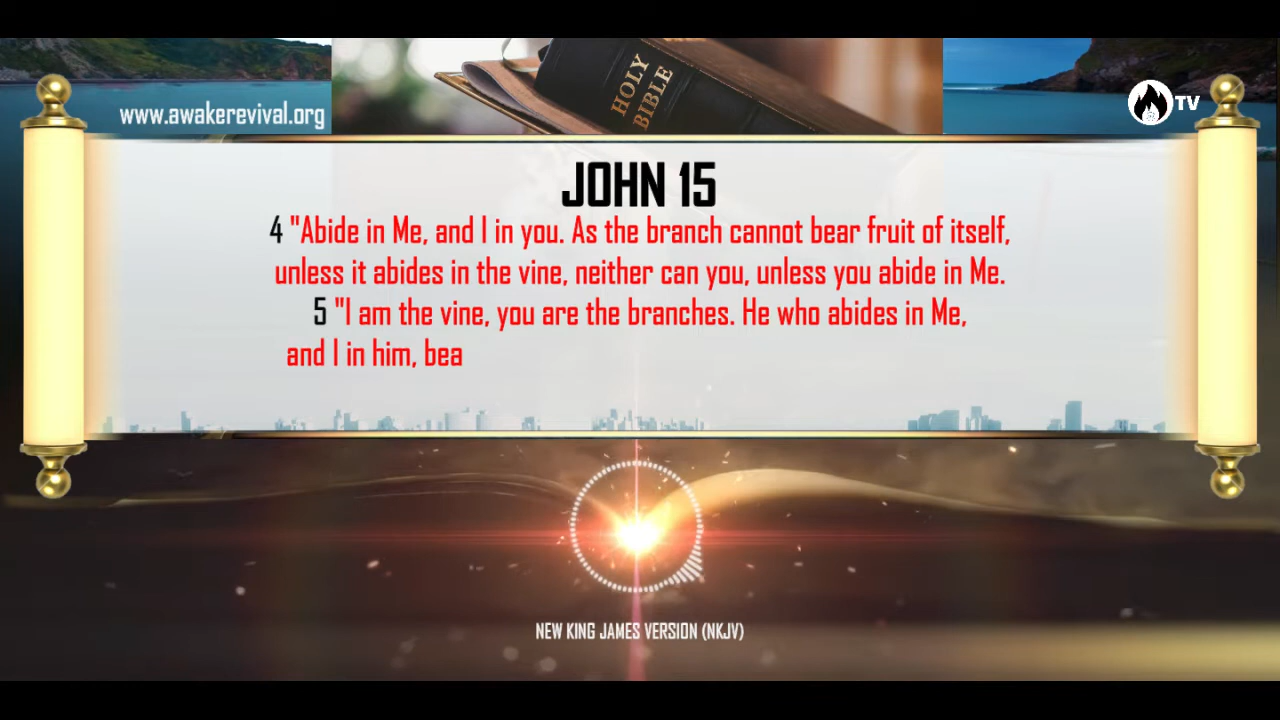 HOLY
BIBLE
www.awakerevival.org
TV
JOHN 15
4 "Abide in Me, and I in you. As the branch cannot bear fruit of itself,
unless it abides in the vine, neither can you, unless you abide in Me.
5 "I am the vine, you are the branches. He who abides in Me,
and I in him, bea
NEW KING JAMES VERSION (NKJV)